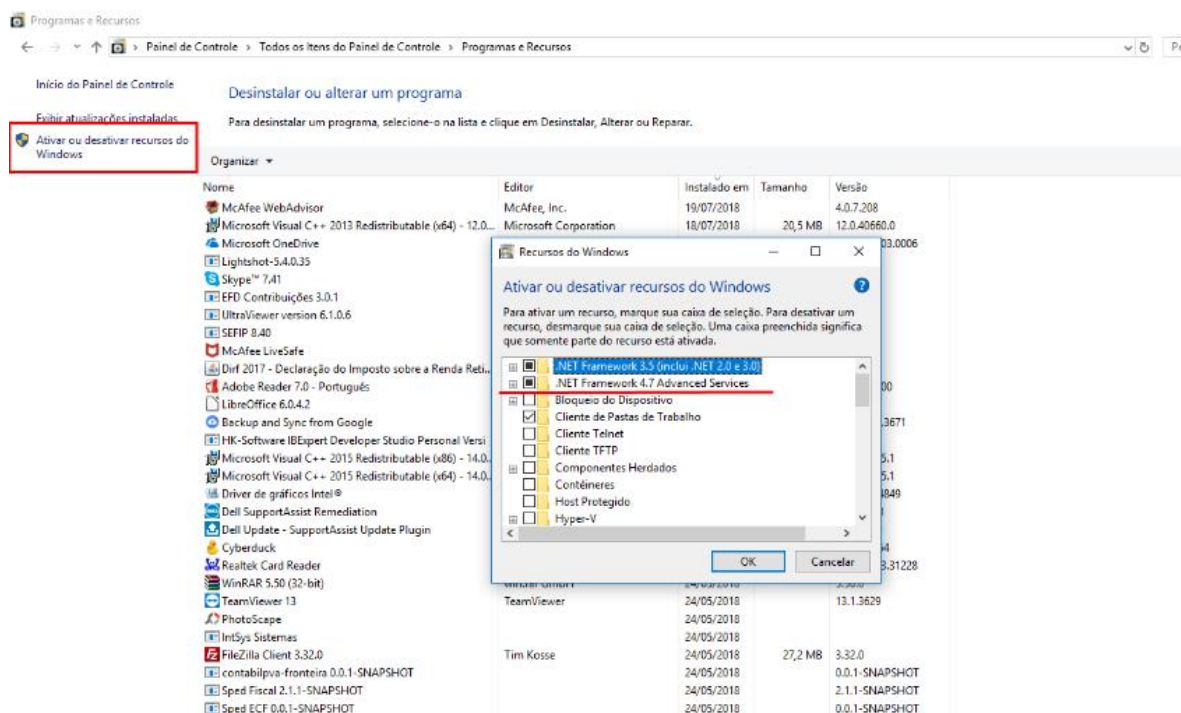 Programas e Recursos
Painel de Controle > Todos os Itens do Painel de Controle > Programas e Recursos
Início do Painel de Controle
Exibir atualizações instaladas
Ativar ou desativar recursos do
Windows
Desinstalar ou alterar um programa
Para desinstalar um programa, selecione-o na lista e clique em Desinstalar, Alterar ou Reparar.
Organizar
Nome Editor Instalado em Tamanho Versão
McAfee WebAdvisor McAfee, Inc. 19/07/2018 4.0.7.208
Microsoft Visual C++ 2013 Redistributable (x64) - 12.0... Microsoft Corporation 18/07/2018 20,5 MB 12.0.40660.0
Microsoft OneDrive 03.0006
Lightshot-5.4.0.35
Skype™ 7.41
EFD Contribuições 3.0.1
UltraViewer version 6.1.0.6
SEFIP 8.40
McAfee LiveSafe
Dirf 2017 - Declaração do Imposto sobre a Renda Reti...
Adobe Reader 7.0 - Português 00
LibreOffice 6.0.4.2
Backup and Sync from Google .3671
HK-Software IBExpert Developer Studio Personal Versi
Microsoft Visual C++ 2015 Redistributable (x86) - 14.0... 5.1
Microsoft Visual C++ 2015 Redistributable (x64) - 14.0... 5.1
Driver de gráficos Intel® 4849
Dell SupportAssist Remediation
Dell Update - SupportAssist Update Plugin
Cyberduck
Realtek Card Reader 3.31228
WinRAR 5.50 (32-bit) 24/05/2018
TeamViewer 13 TeamViewer 24/05/2018 13.1.3629
PhotoScape 24/05/2018
IntSys Sistemas 24/05/2018
FileZilla Client 3.32.0 Tim Kosse 24/05/2018 27,2 MB 3.32.0
contabilpva-fronteira 0.0.1-SNAPSHOT 24/05/2018 0.0.1-SNAPSHOT
Sped Fiscal 2.1.1-SNAPSHOT 24/05/2018 2.1.1-SNAPSHOT
Sped ECF 0.0.1-SNAPSHOT 24/05/2018 0.0.1-SNAPSHOT
Recursos do Windows
Ativar ou desativar recursos do Windows
Para ativar um recurso, marque sua caixa de seleção. Para desativar um
recurso, desmarque sua caixa de seleção. Uma caixa preenchida significa
que somente parte do recurso está ativada.
.NET Framework 3.5 (inclui .NET 2.0 e 3.0)
.NET Framework 4.7 Advanced Services
Bloqueio do Dispositivo
Cliente de Pastas de Trabalho
Cliente Telnet
Cliente TFTP
Componentes Herdados
Contêineres
Host Protegido
Hyper-V
OK Cancelar